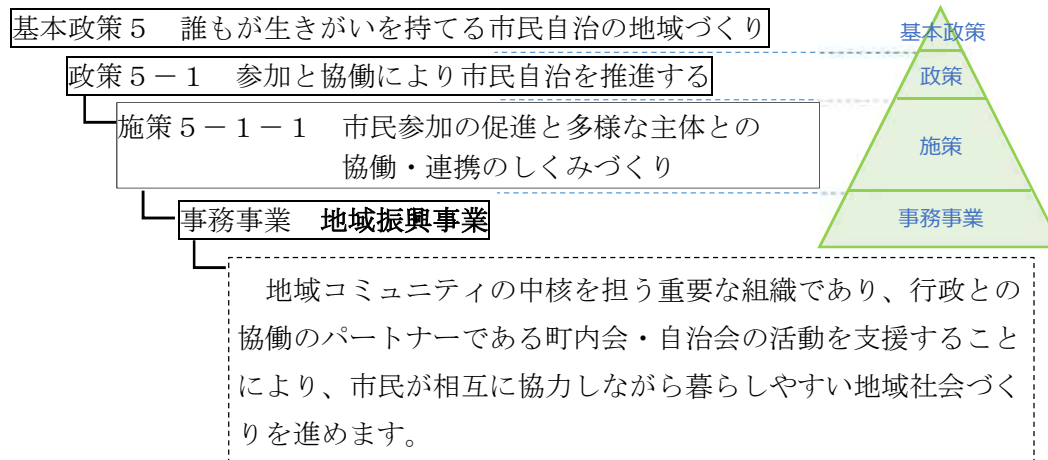 基本政策５　誰もが生きがいを持てる市民自治の地域づくり
政策５－１　参加と協働により市民自治を推進する
施策５－１－１　市民参加の促進と多様な主体との
協働・連携のしくみづくり
事務事業　地域振興事業
地域コミュニティの中核を担う重要な組織であり、行政との
協働のパートナーである町内会・自治会の活動を支援すること
により、市民が相互に協力しながら暮らしやすい地域社会づく
りを進めます。
基本政策
政策
施策
事務事業